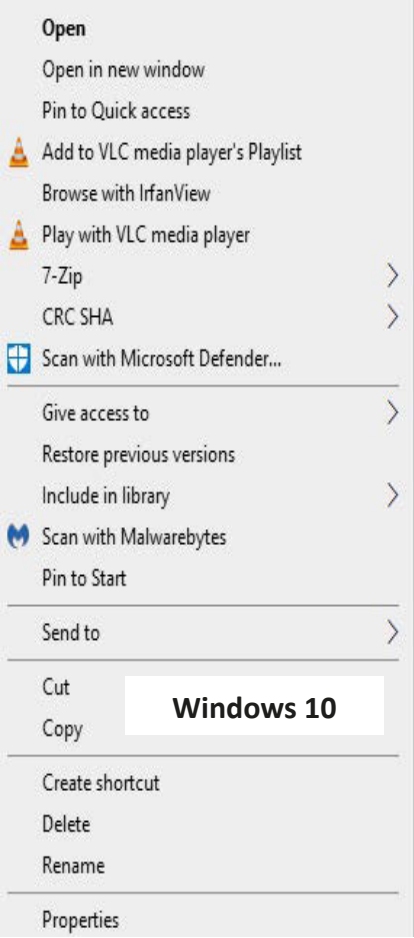 Open
Open in new window
Pin to Quick access
Add to VLC media player's Playlist
Browse with IrfanView
Play with VLC media player
7-Zip
CRC SHA
Scan with Microsoft Defender...
Give access to
Restore previous versions
Include in library
Scan with Malwarebytes
Pin to Start
Send to
Cut
Windows 10
Copy
Create shortcut
Delete
Rename
Properties